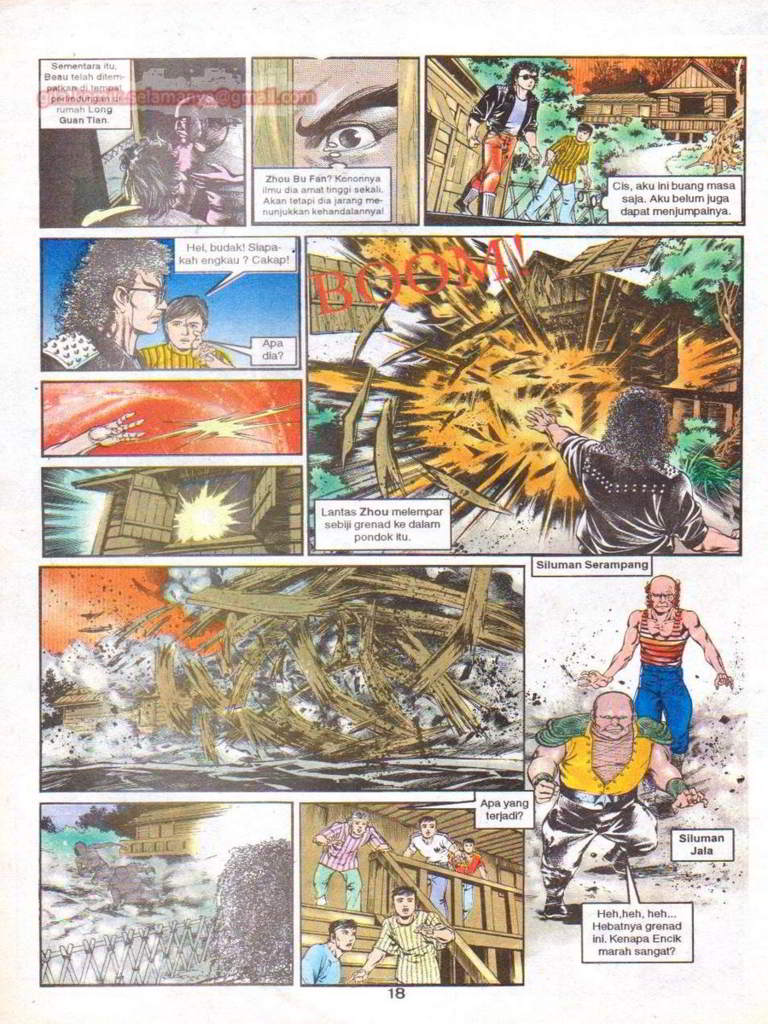 Sementara itu,
Beau telah ditem-
patkan di tempat
perlindungan di
rumah Long
Guan Tian.
selamanya@gmail.com
Zhou Bu Fan? Kononnya
ilmu dia amat tinggi sekali.
Akan tetapi dia jarang me-
nunjukkan kehandalannya!
Cis, aku ini buang masa
saja. Aku belum juga
dapat menjumpainya.
Hei, budak! Siapa-
kah engkau ? Cakap!
Apa
dia?
BOOM!
Lantas Zhou melempar
sebiji grenad ke dalam
pondok itu.
Siluman Serampang
Siluman
Jala
Heh,heh, heh...
Hebatnya grenad
ini. Kenapa Encik
marah sangat?
Apa yang
terjadi?
18